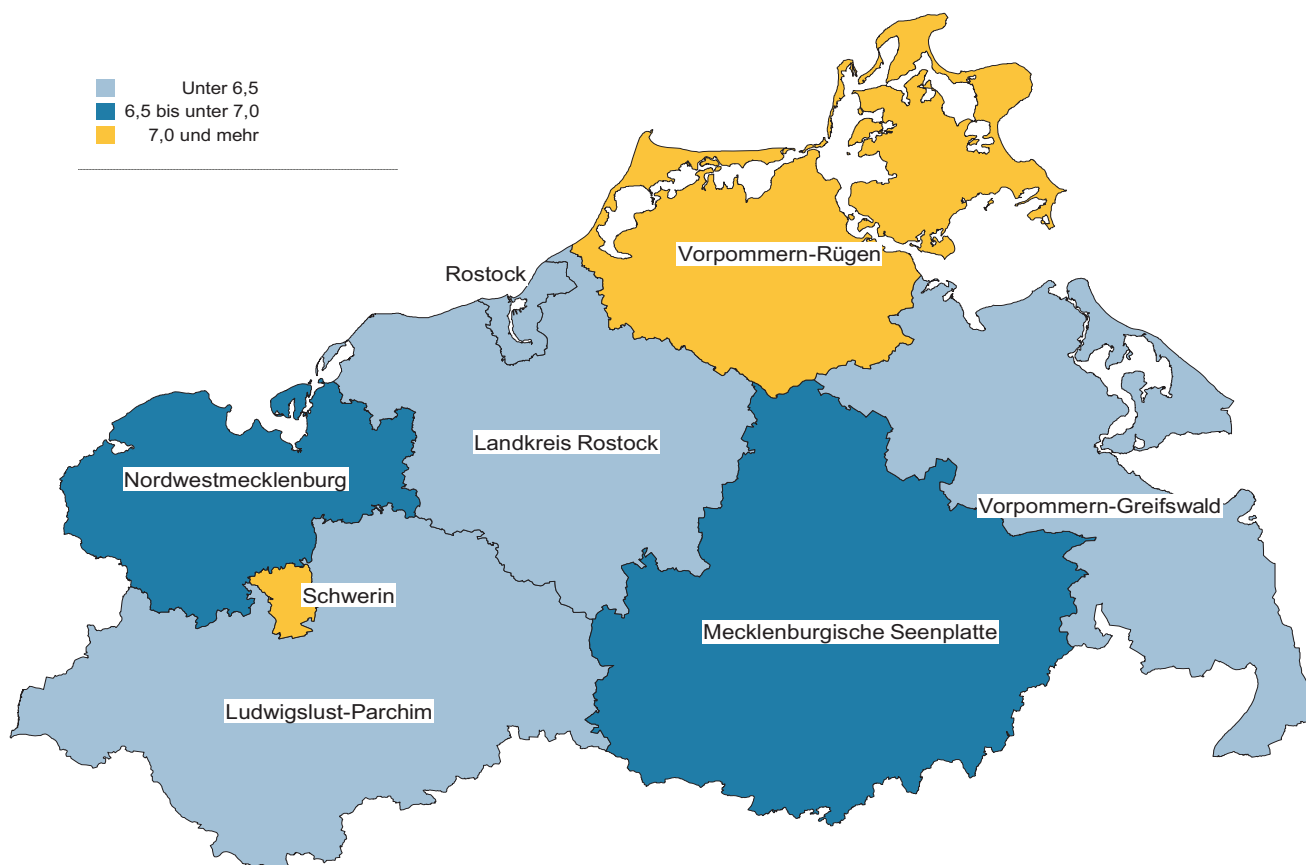 Unter 6,5
6,5 bis unter 7,0
7,0 und mehr
Vorpommern-Rügen
Rostock
Landkreis Rostock
Nordwestmecklenburg
Vorpommern-Greifswald
Schwerin
Mecklenburgische Seenplatte
Ludwigslust-Parchim